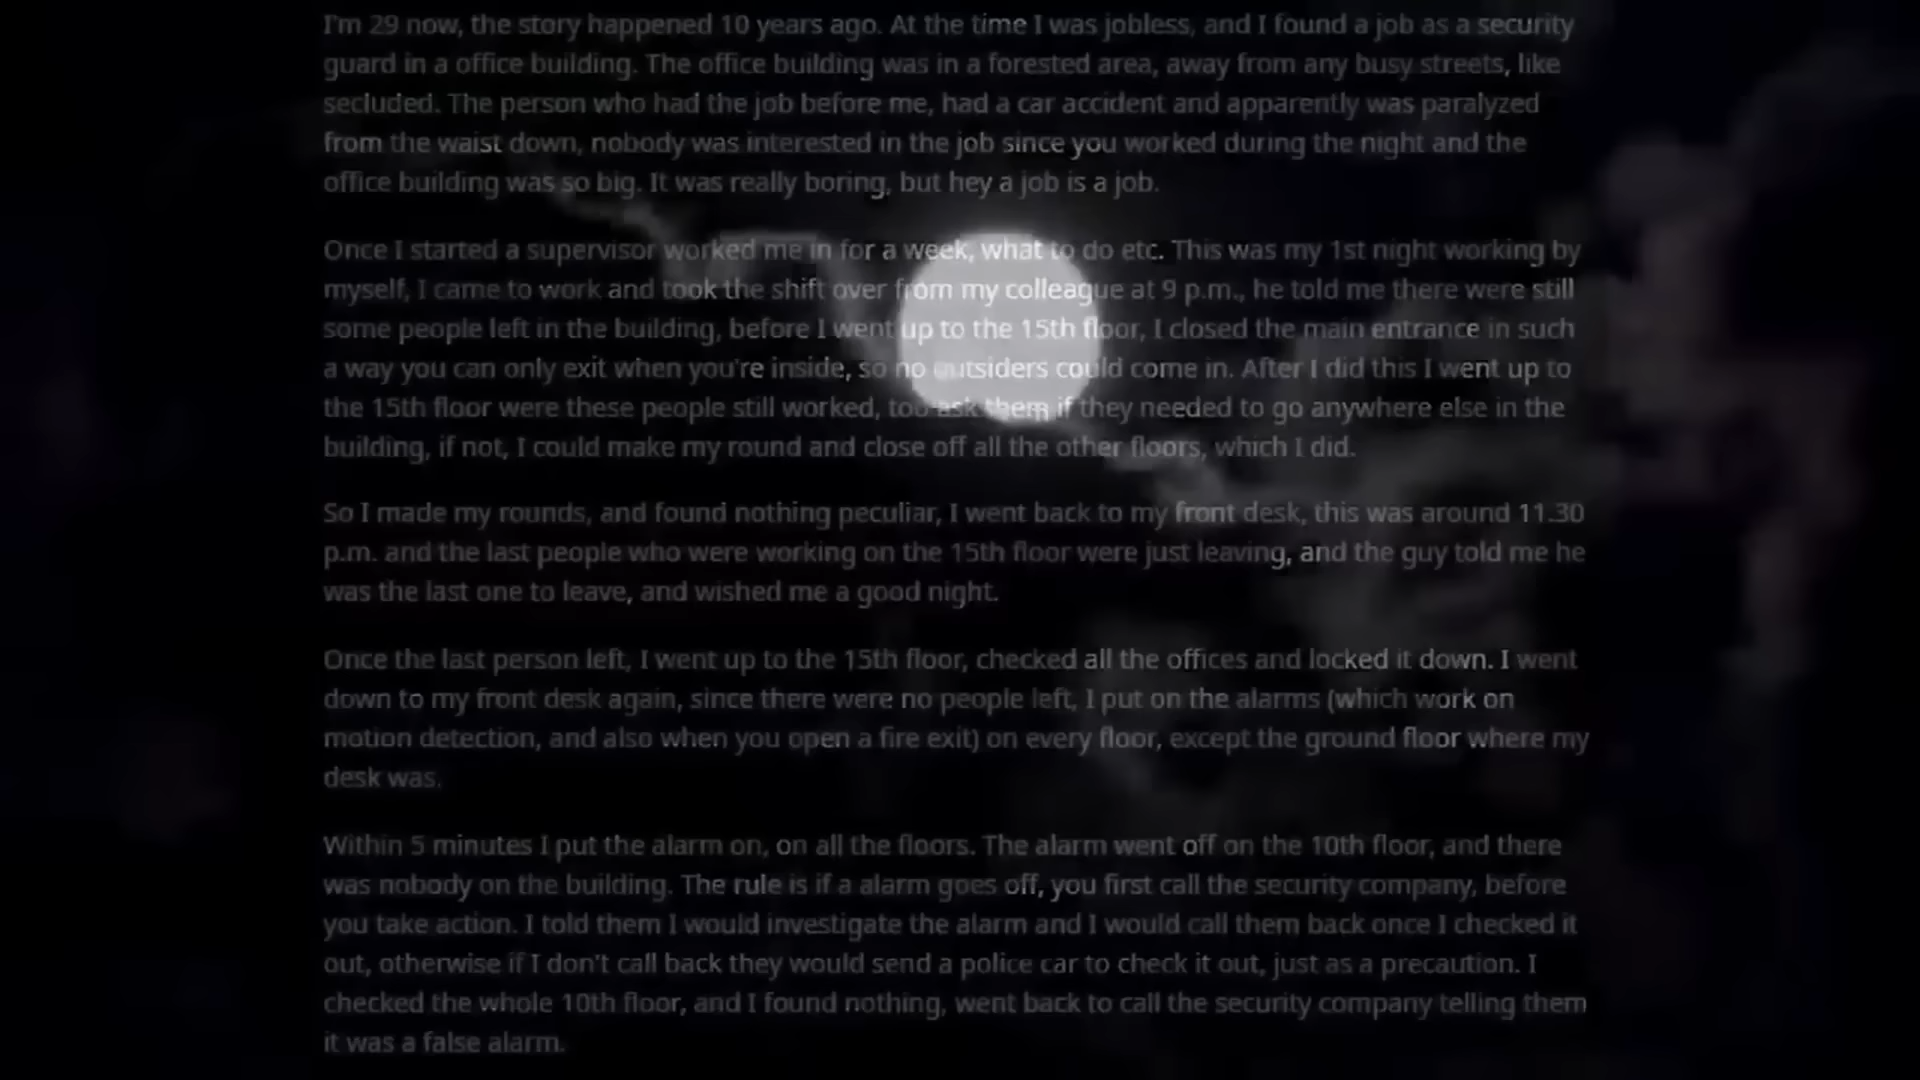 I'm 29 now, the story happened 10 years ago. At the time I was jobless, and I found a job as a security
guard in a office building. The office building was in a forested area, away from any busy streets, like
secluded. The person who had the job before me, had a car accident and apparently was paralyzed
from the waist down, nobody was interested in the job since you worked during the night and the
office building was so big. It was really boring, but hey a job is a job.
Once I started a supervisor worked me in for a week, what to do etc. This was my 1st night working by
myself, I came to work and took the shift over from my colleague at 9 p.m., he told me there were still
some people left in the building, before I went up to the 15th floor, I closed the main entrance in such
a way you can only exit when you're inside, so no outsiders could come in. After I did this I went up to
the 15th floor were these people still worked, too ask them if they needed to go anywhere else in the
building, if not, I could make my round and close off all the other floors, which I did.
So I made my rounds, and found nothing peculiar, I went back to my front desk, this was around 11.30
p.m. and the last people who were working on the 15th floor were just leaving, and the guy told me he
was the last one to leave, and wished me a good night.
Once the last person left, I went up to the 15th floor, checked all the offices and locked it down. I went
down to my front desk again, since there were no people left, I put on the alarms (which work on
motion detection, and also when you open a fire exit) on every floor, except the ground floor where my
desk was.
Within 5 minutes I put the alarm on, on all the floors. The alarm went off on the 10th floor, and there
was nobody on the building. The rule is if a alarm goes off, you first call the security company, before
you take action. I told them I would investigate the alarm and I would call them back once I checked it
out, otherwise if I don't call back they would send a police car to check it out, just as a precaution. I
checked the whole 10th floor, and I found nothing, went back to call the security company telling them
it was a false alarm.